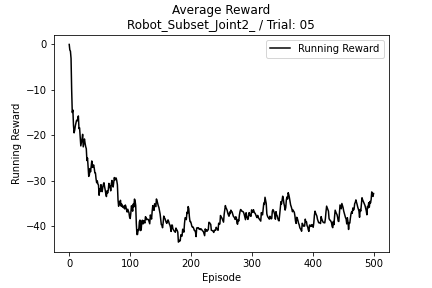 Average Reward
Robot_Subset_Joint2_ / Trial: 05
Running Reward
0
−10
−20
−30
−40
Running Reward
0
100
200
300
400
500
Episode